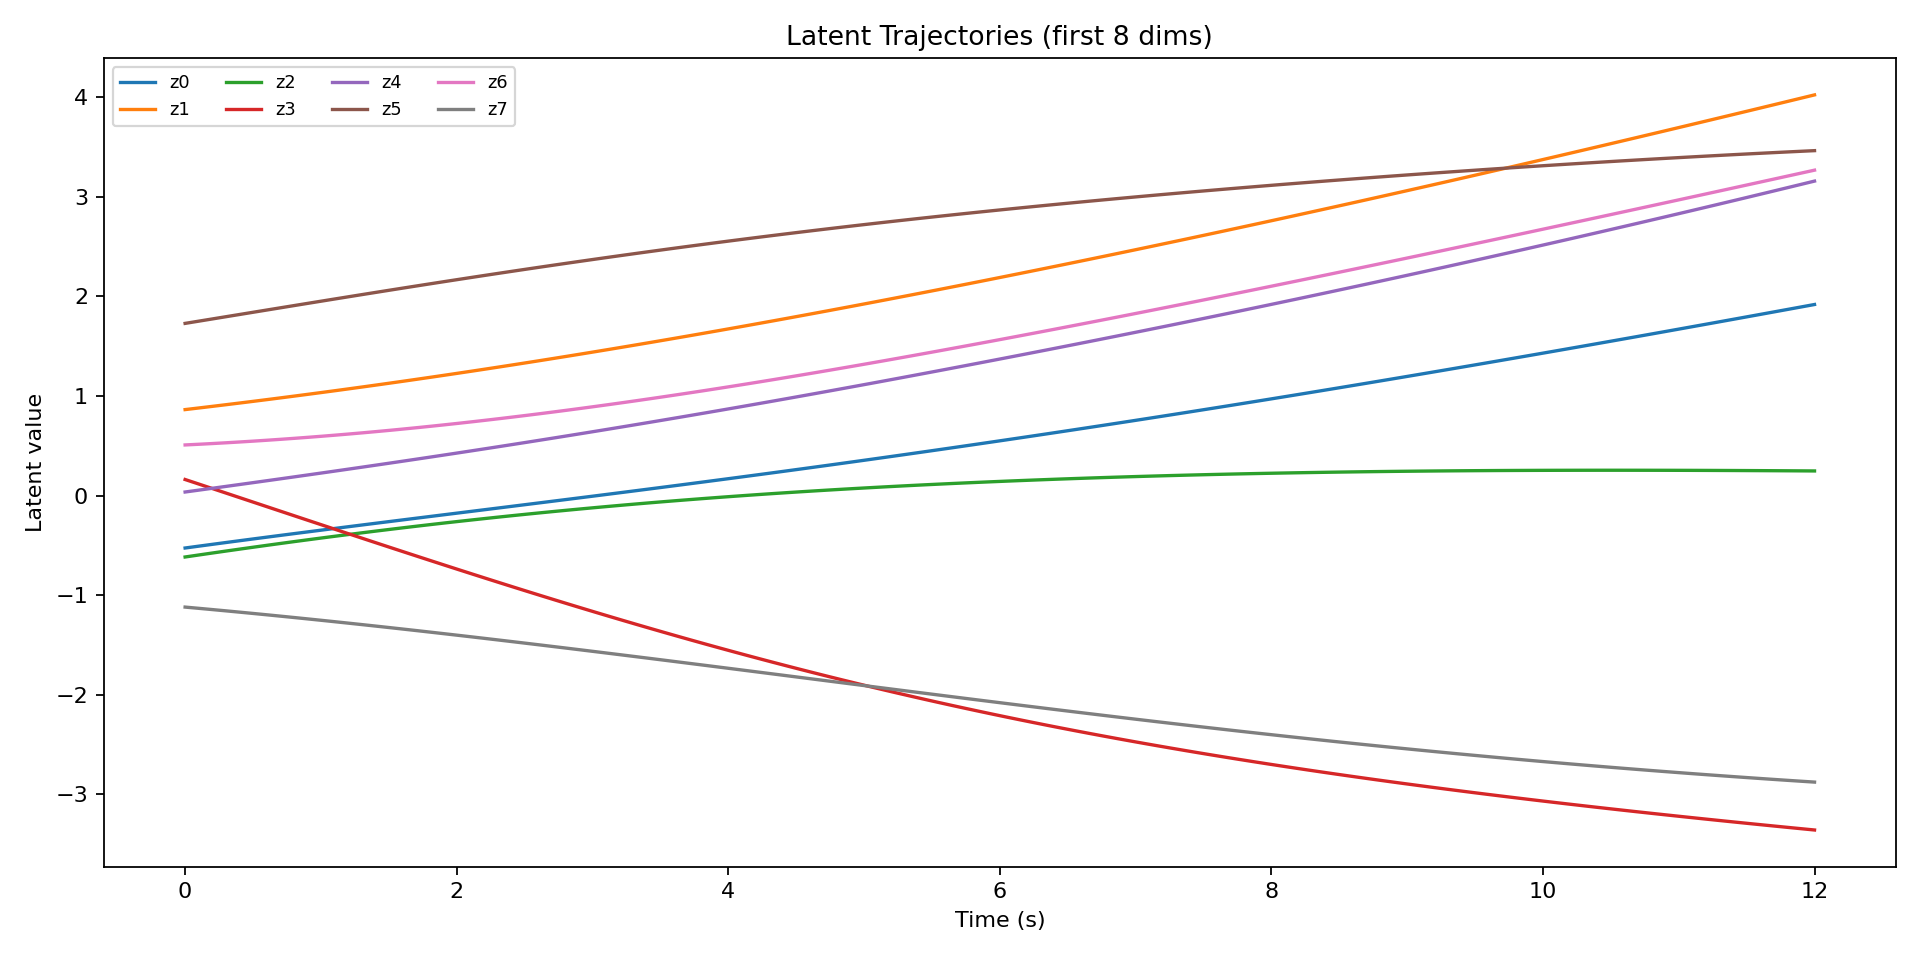 Latent Trajectories (first 8 dims)
z0 z2 z4 z6
z1 z3 z5 z7
Latent value
4
3
2
1
0
−1
−2
−3
0 2 4 6 8 10 12
Time (s)